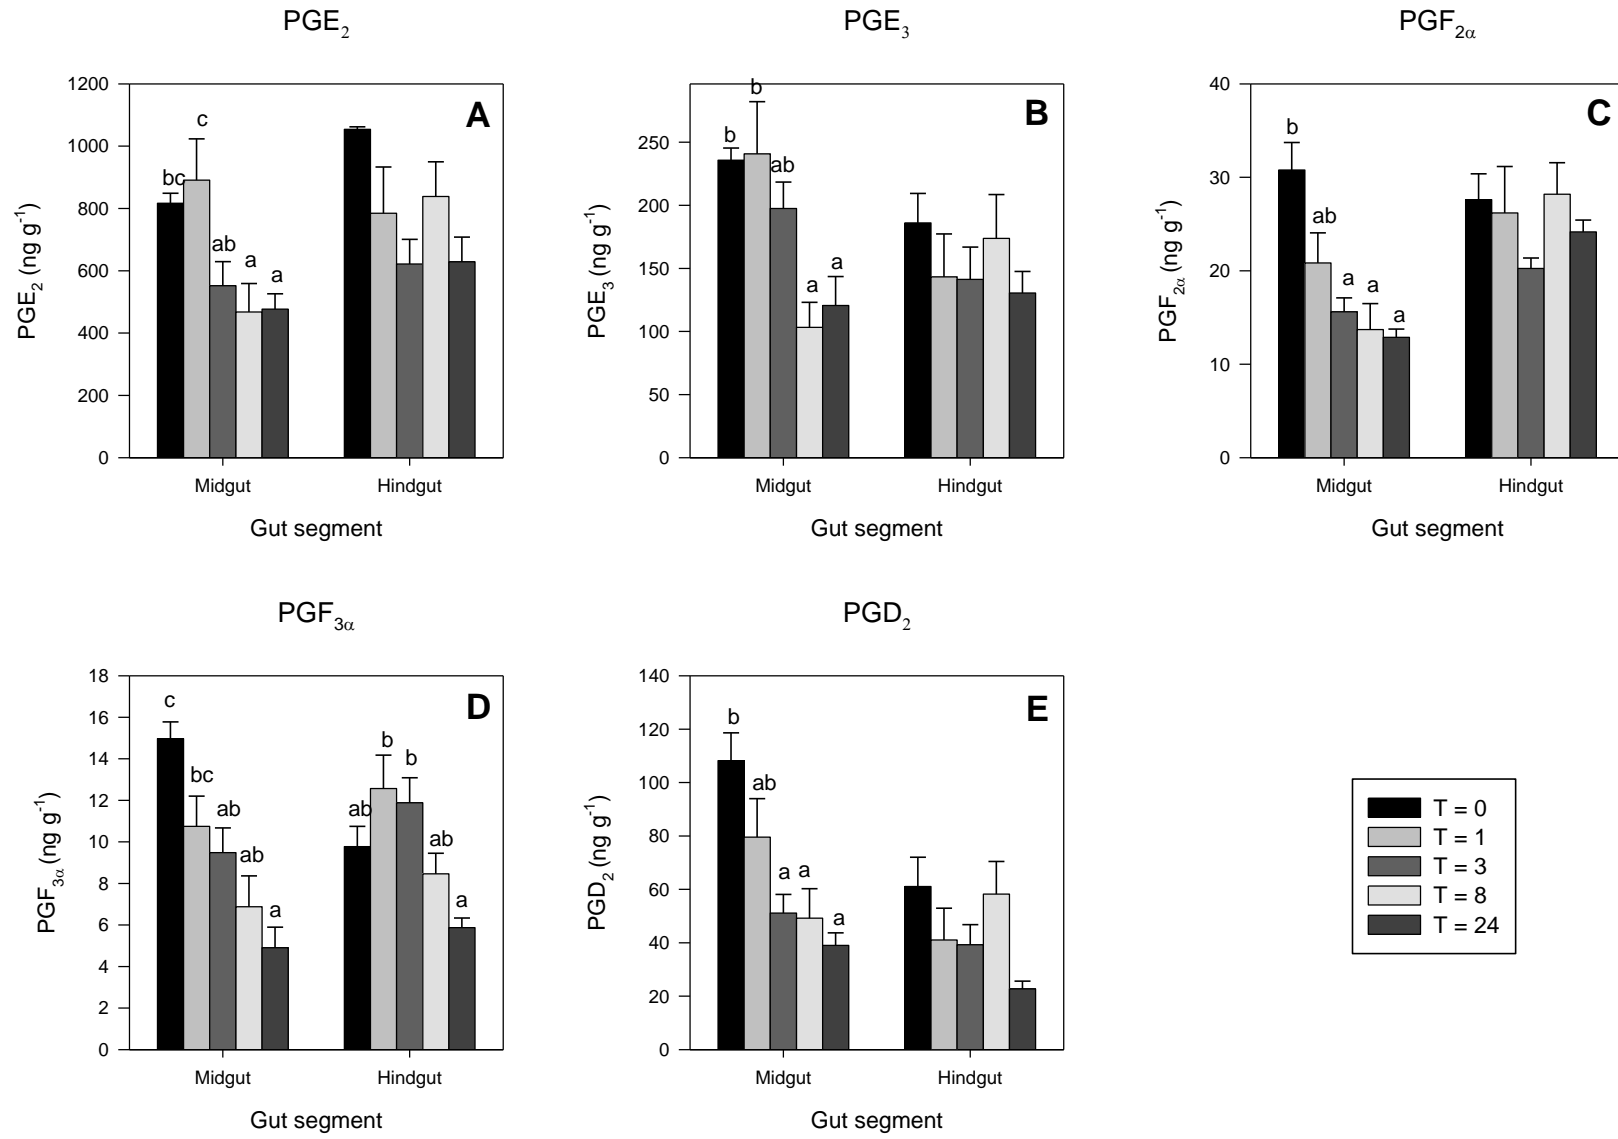 PGE₂
PGE₃
PGF₂α
1200
1000
800
600
400
200
0
PGE₂ (ng g⁻¹)
A
bc
c
ab
a
a
Midgut
Hindgut
Gut segment
250
200
150
100
50
0
PGE₃ (ng g⁻¹)
B
b
b
ab
a
a
Midgut
Hindgut
Gut segment
40
30
20
10
0
PGF₂α (ng g⁻¹)
C
b
ab
a
a
a
Midgut
Hindgut
Gut segment
PGF₃α
PGD₂
18
16
14
12
10
8
6
4
2
0
PGF₃α (ng g⁻¹)
D
c
bc
ab
ab
a
ab
b
b
ab
a
Midgut
Hindgut
Gut segment
140
120
100
80
60
40
20
0
PGD₂ (ng g⁻¹)
E
b
ab
a
a
a
Midgut
Hindgut
Gut segment
T = 0
T = 1
T = 3
T = 8
T = 24